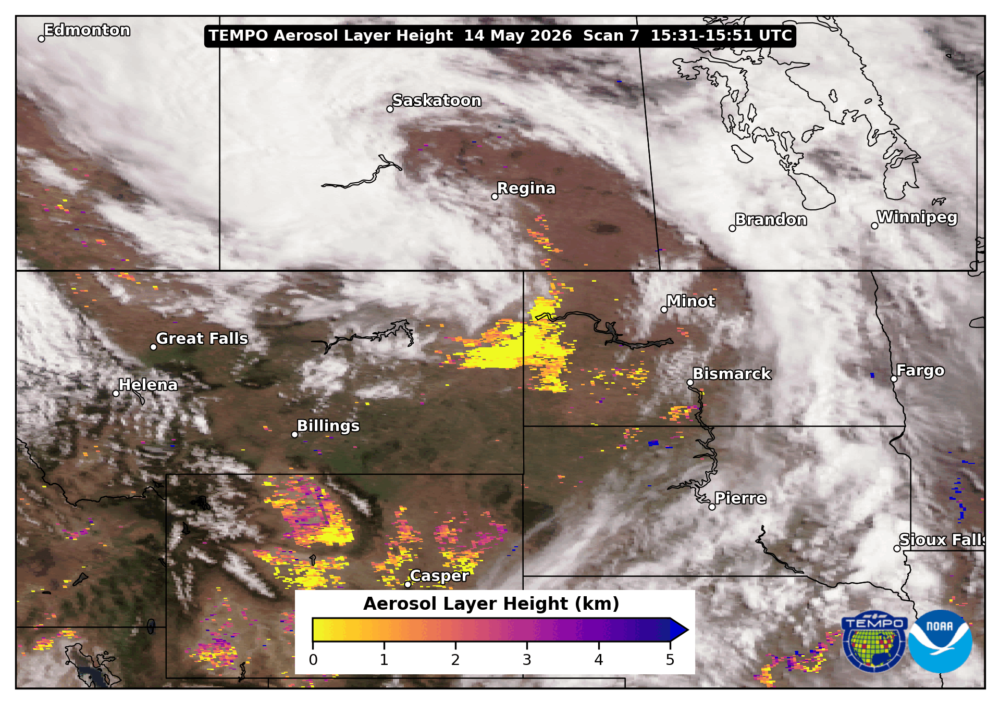 TEMPO Aerosol Layer Height  14 May 2026  Scan 7  15:31-15:51 UTC
Edmonton
Saskatoon
Regina
Brandon
Winnipeg
Minot
Great Falls
Bismarck
Fargo
Helena
Billings
Pierre
Sioux Falls
Casper
Aerosol Layer Height (km)
0 1 2 3 4 5
TEMPO
NOAA